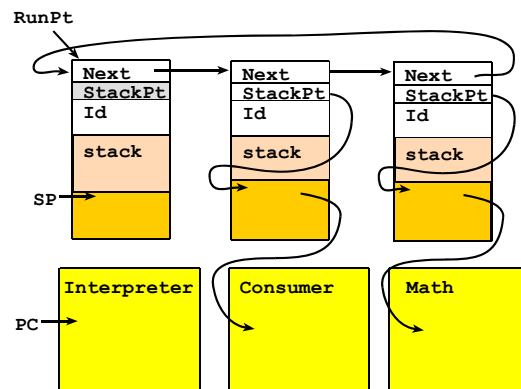 RunPt
Next
StackPt
Id
stack
SP
Next
StackPt
Id
stack
Next
StackPt
Id
stack
Interpreter
PC
Consumer
Math